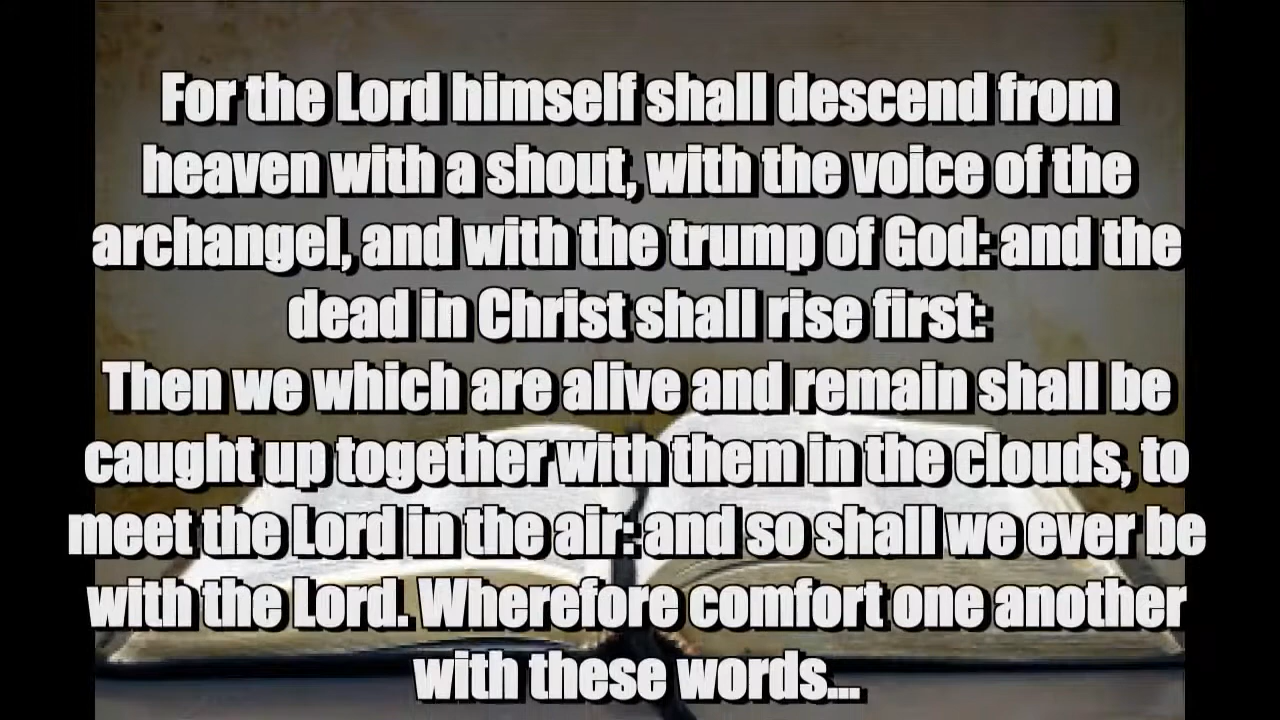 For the Lord himself shall descend from
heaven with a shout, with the voice of the
archangel, and with the trump of God: and the
dead in Christ shall rise first:
Then we which are alive and remain shall be
caught up together with them in the clouds, to
meet the Lord in the air: and so shall we ever be
with the Lord. Wherefore comfort one another
with these words...